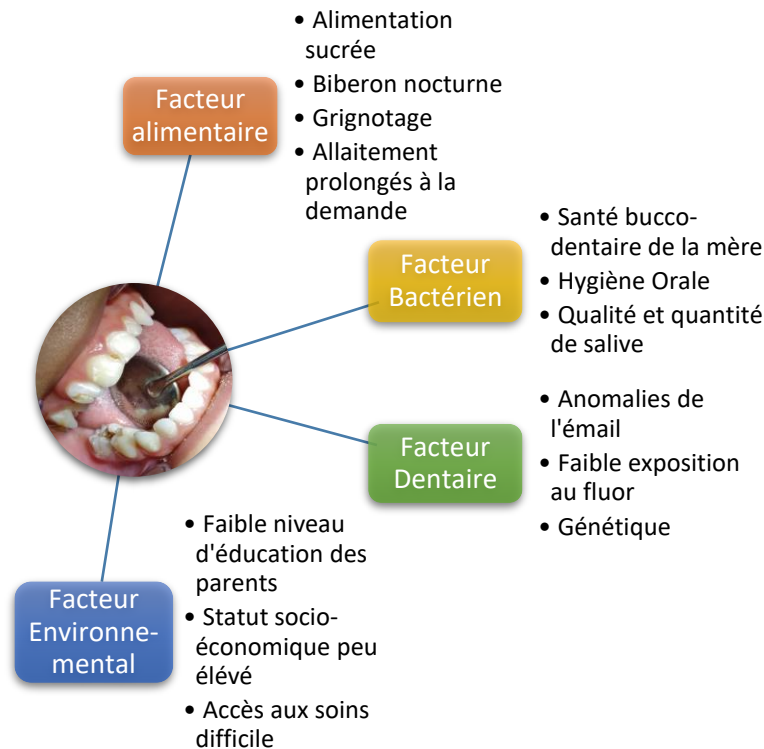 Facteur
alimentaire
• Alimentation
sucrée
• Biberon nocturne
• Grignotage
• Allaitement
prolongés à la
demande
Facteur
Bactérien
• Santé bucco-
dentaire de la mère
• Hygiène Orale
• Qualité et quantité
de salive
Facteur
Dentaire
• Anomalies de
l'émail
• Faible exposition
au fluor
• Génétique
Facteur
Environne-
mental
• Faible niveau
d'éducation des
parents
• Statut socio-
économique peu
élévé
• Accès aux soins
difficile